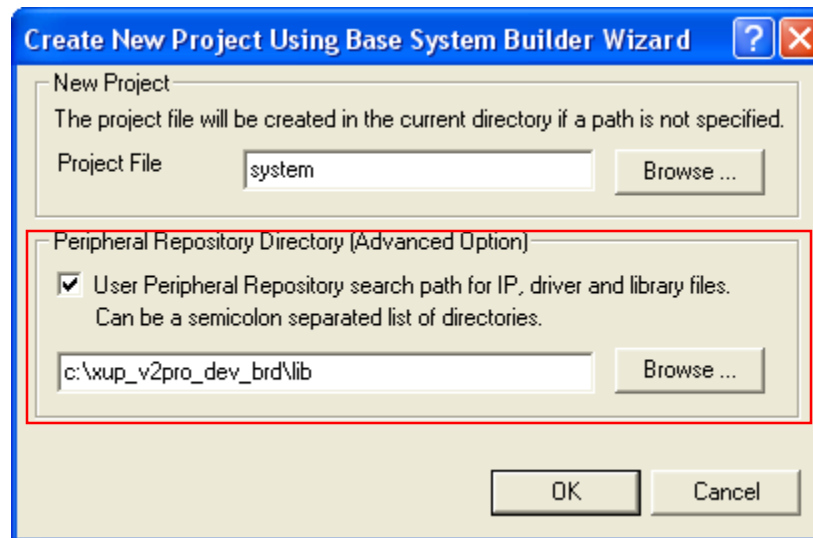 Create New Project Using Base System Builder Wizard
New Project
The project file will be created in the current directory if a path is not specified.
Project File
system
Browse ...
Peripheral Repository Directory (Advanced Option)
User Peripheral Repository search path for IP, driver and library files.
Can be a semicolon separated list of directories.
c:\xup_v2pro_dev_brd\lib
Browse ...
OK
Cancel